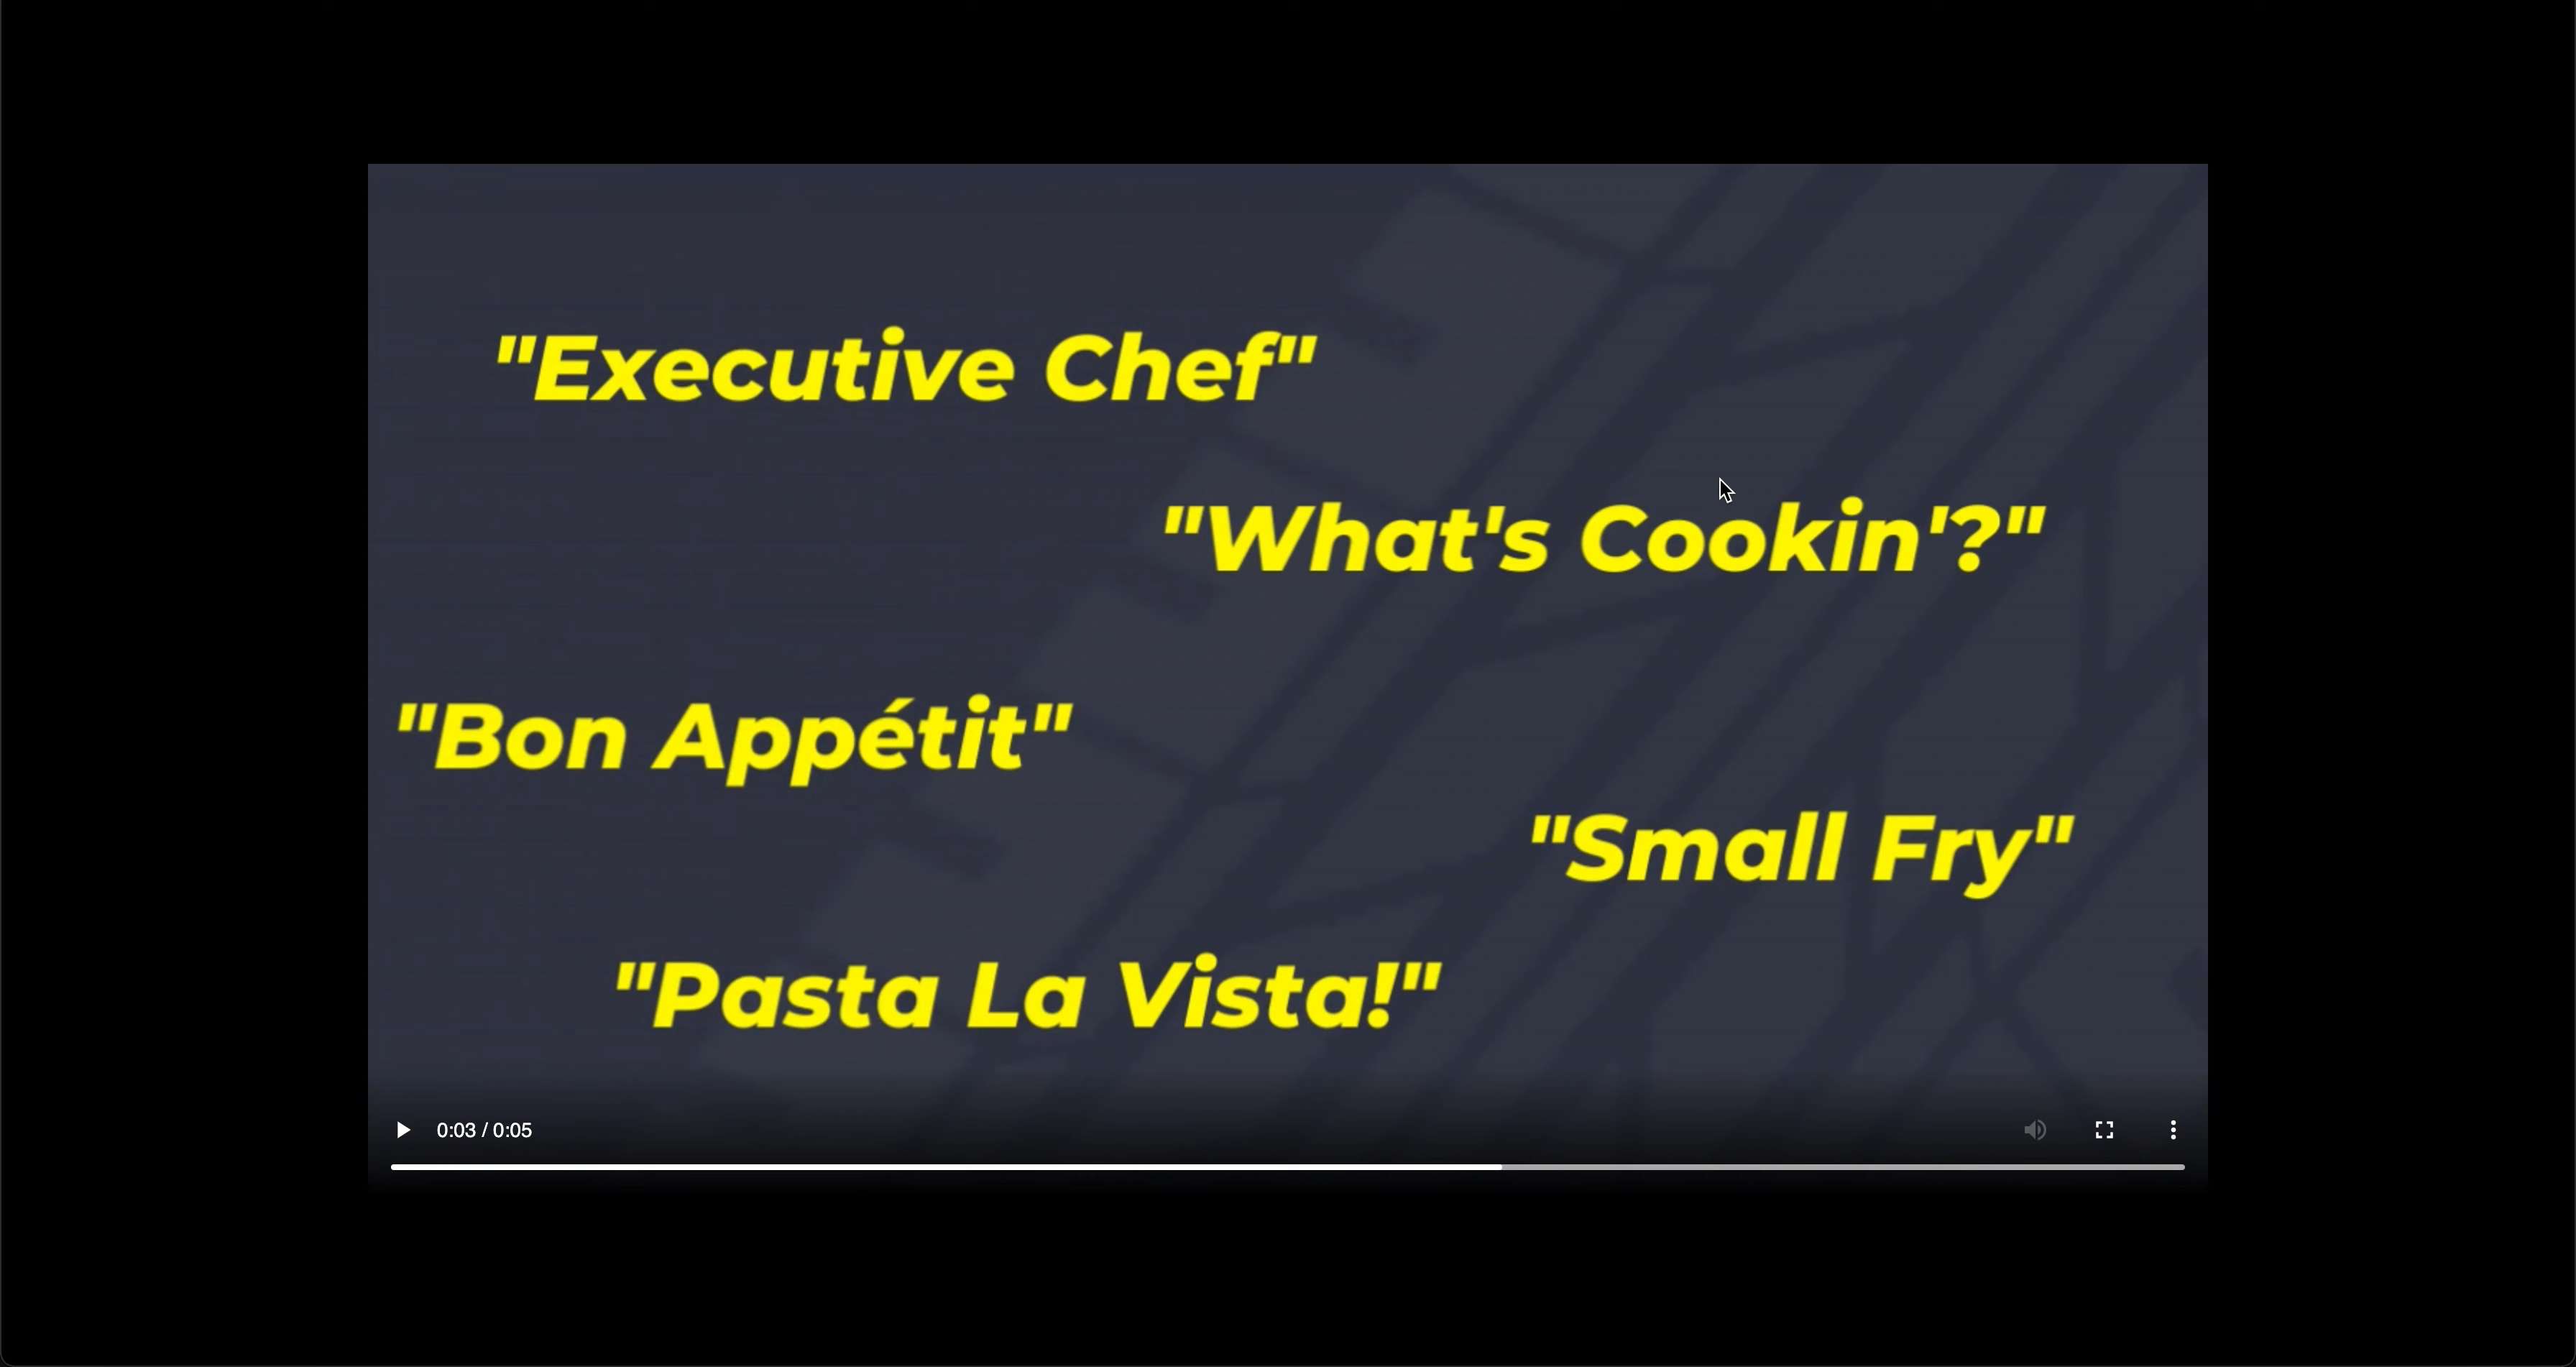 "Executive Chef"
"What's Cookin'?"
"Bon Appétit"
"Small Fry"
"Pasta La Vista!"
0:03 / 0:05